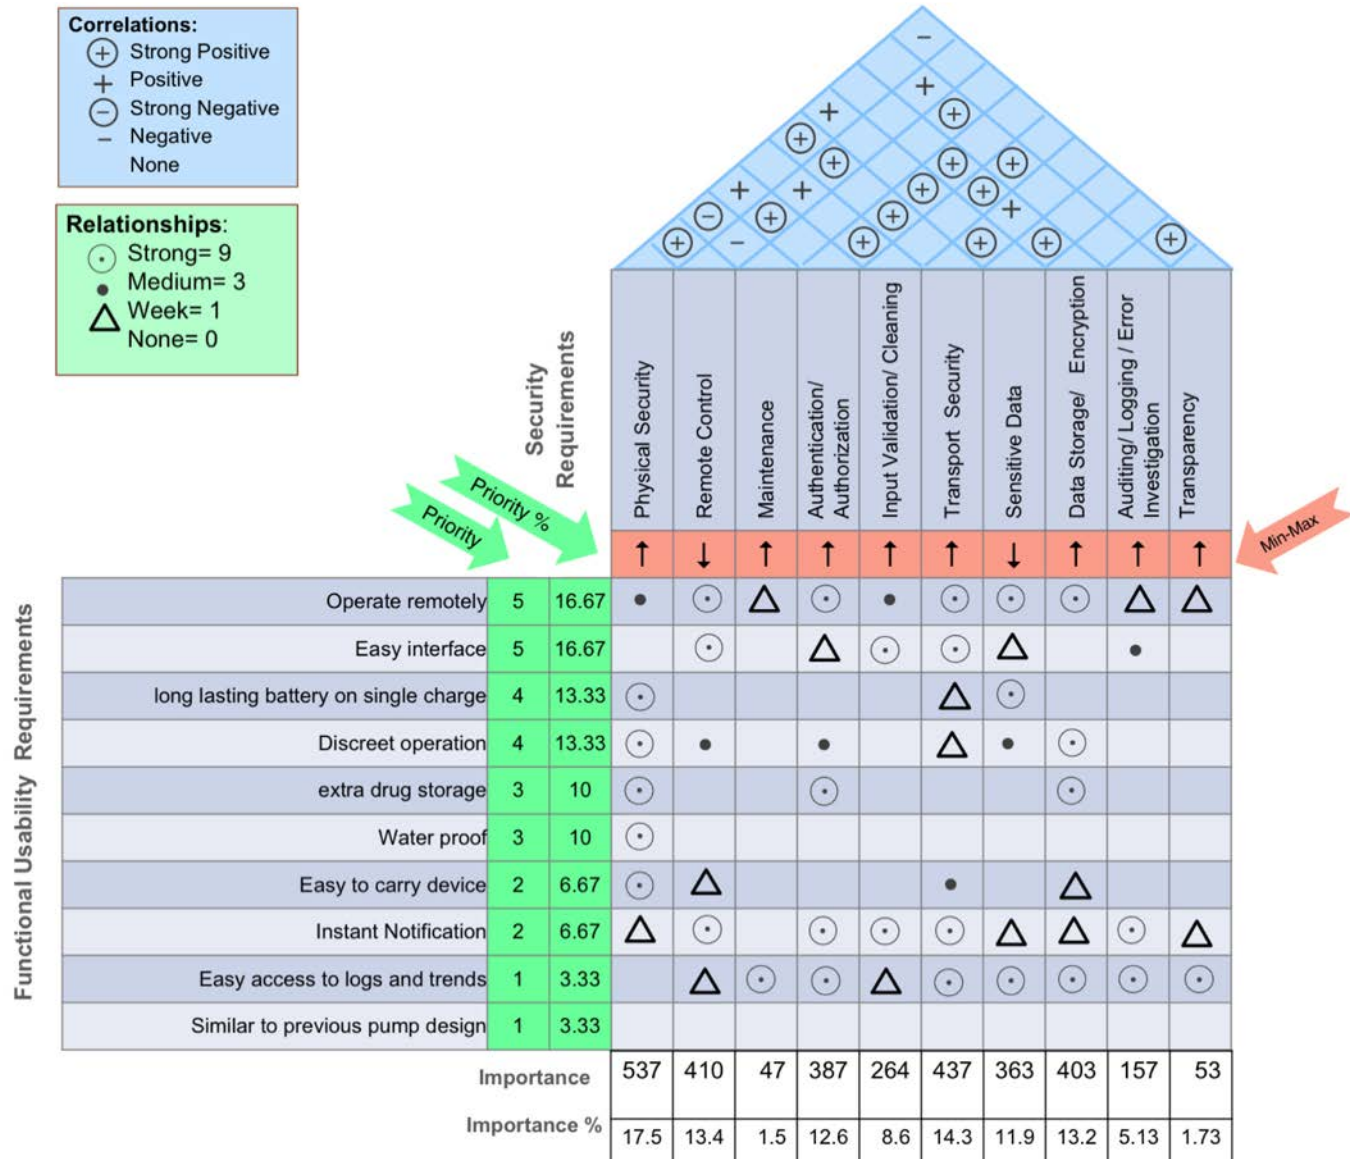 Correlations:
Strong Positive
+ Positive
Strong Negative
− Negative
None
Relationships:
Strong= 9
Medium= 3
Week= 1
None= 0
Security
Requirements
Priority
Priority %
Physical Security
Remote Control
Maintenance
Authentication/
Authorization
Input Validation/ Cleaning
Transport Security
Sensitive Data
Data Storage/ Encryption
Auditing/ Logging / Error
Investigation
Transparency
Min-Max
↑ ↓ ↑ ↑ ↑ ↑ ↓ ↑ ↑ ↑
Functional Usability Requirements
Operate remotely 5 16.67
Easy interface 5 16.67
long lasting battery on single charge 4 13.33
Discreet operation 4 13.33
extra drug storage 3 10
Water proof 3 10
Easy to carry device 2 6.67
Instant Notification 2 6.67
Easy access to logs and trends 1 3.33
Similar to previous pump design 1 3.33
Importance 537 410 47 387 264 437 363 403 157 53
Importance % 17.5 13.4 1.5 12.6 8.6 14.3 11.9 13.2 5.13 1.73